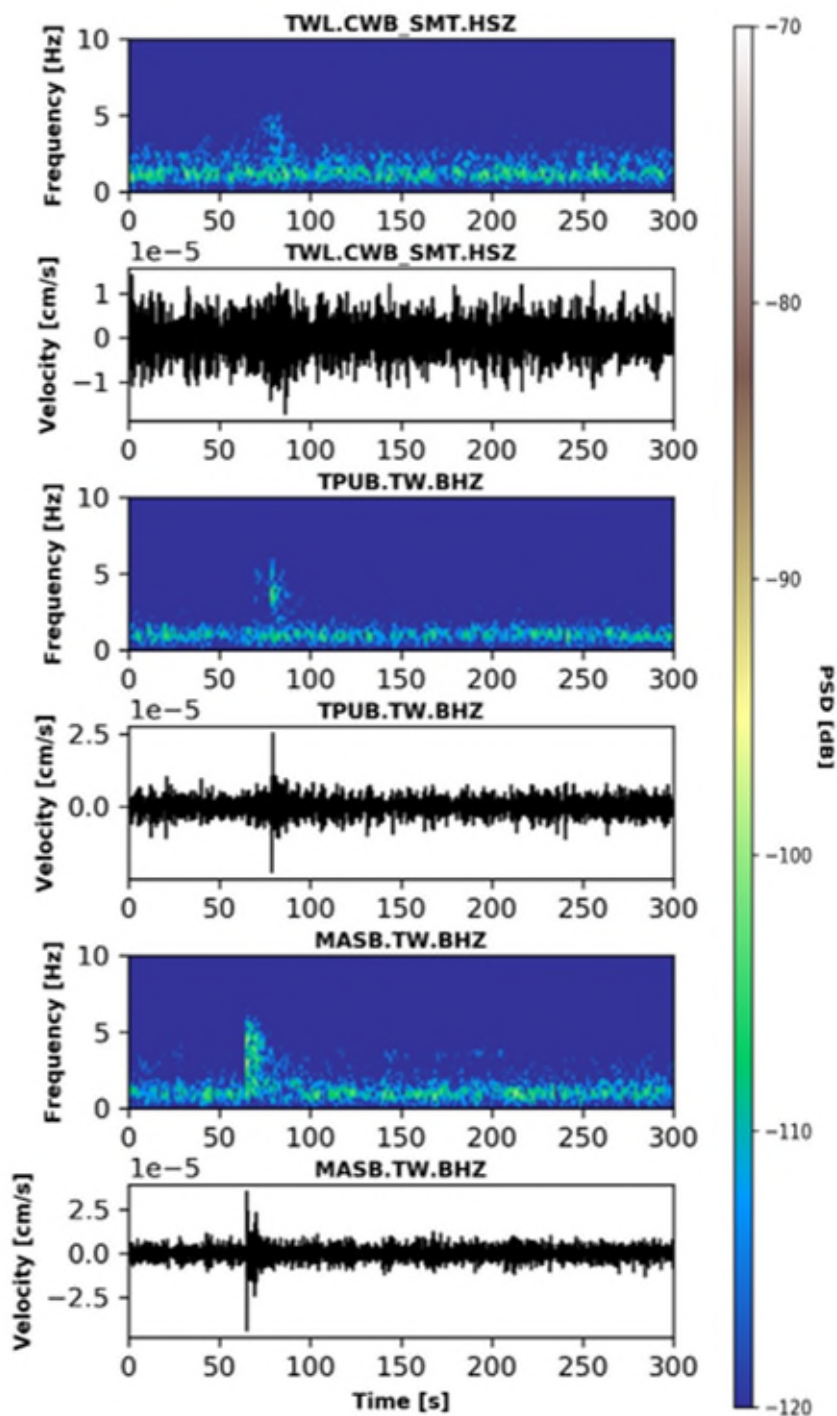 TWL.CWB_SMT.HSZ
Frequency [Hz]
10
5
0
0 50 100 150 200 250 300
1e−5
TWL.CWB_SMT.HSZ
Velocity [cm/s]
1
0
−1
0 50 100 150 200 250 300
TPUB.TW.BHZ
Frequency [Hz]
10
5
0
0 50 100 150 200 250 300
1e−5
TPUB.TW.BHZ
Velocity [cm/s]
2.5
0.0
0 50 100 150 200 250 300
MASB.TW.BHZ
Frequency [Hz]
10
5
0
0 50 100 150 200 250 300
1e−5
MASB.TW.BHZ
Velocity [cm/s]
2.5
0.0
−2.5
0 50 100 150 200 250 300
Time [s]
−70
−80
−90
−100
−110
−120
PSD [dB]